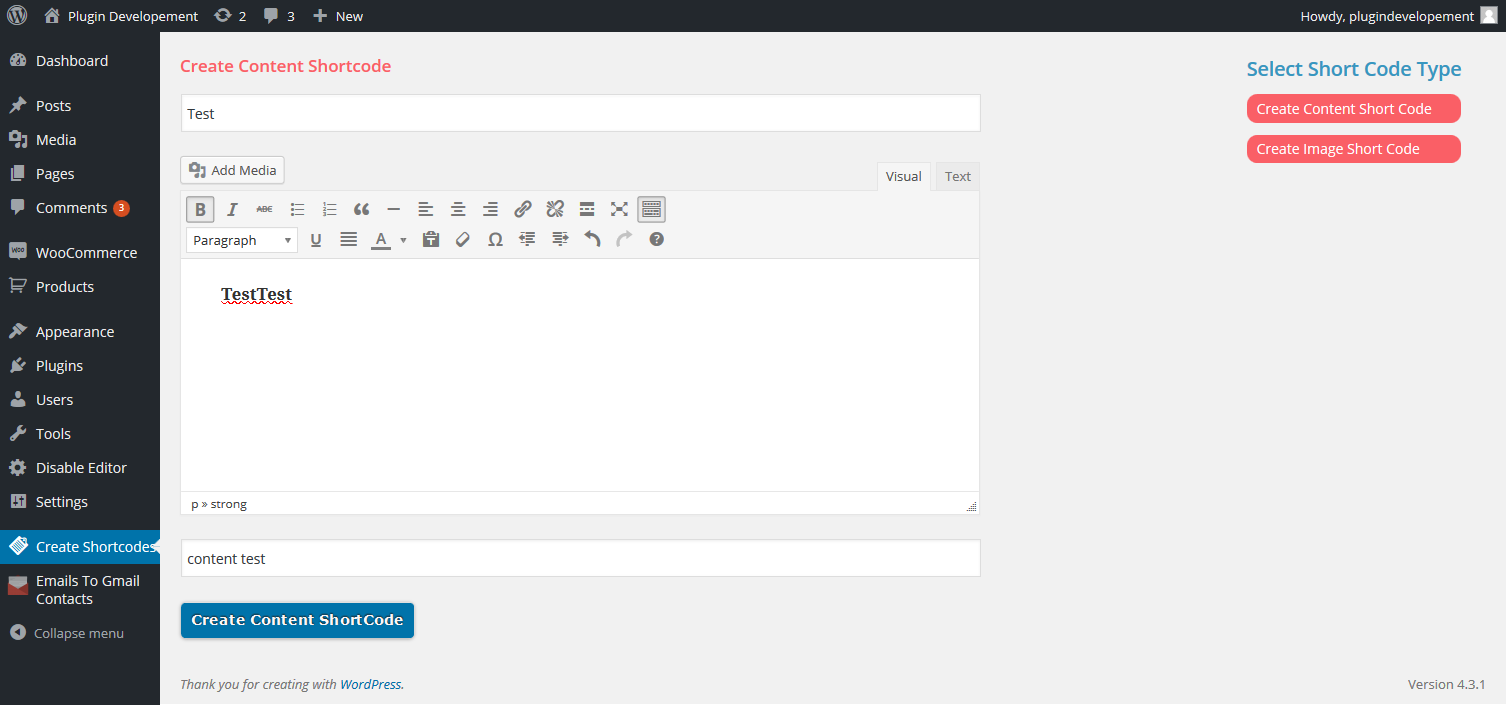 Plugin Developement 2 3 New Howdy, plugindevelopement
Dashboard
Posts
Media
Pages
Comments 3
WooCommerce
Products
Appearance
Plugins
Users
Tools
Disable Editor
Settings
Create Shortcodes
Emails To Gmail
Contacts
Collapse menu
Create Content Shortcode
Test
Add Media
Visual Text
B I ABC
Paragraph U A Ω ?
TestTest
p » strong
content test
Create Content ShortCode
Thank you for creating with WordPress.
Version 4.3.1
Select Short Code Type
Create Content Short Code
Create Image Short Code